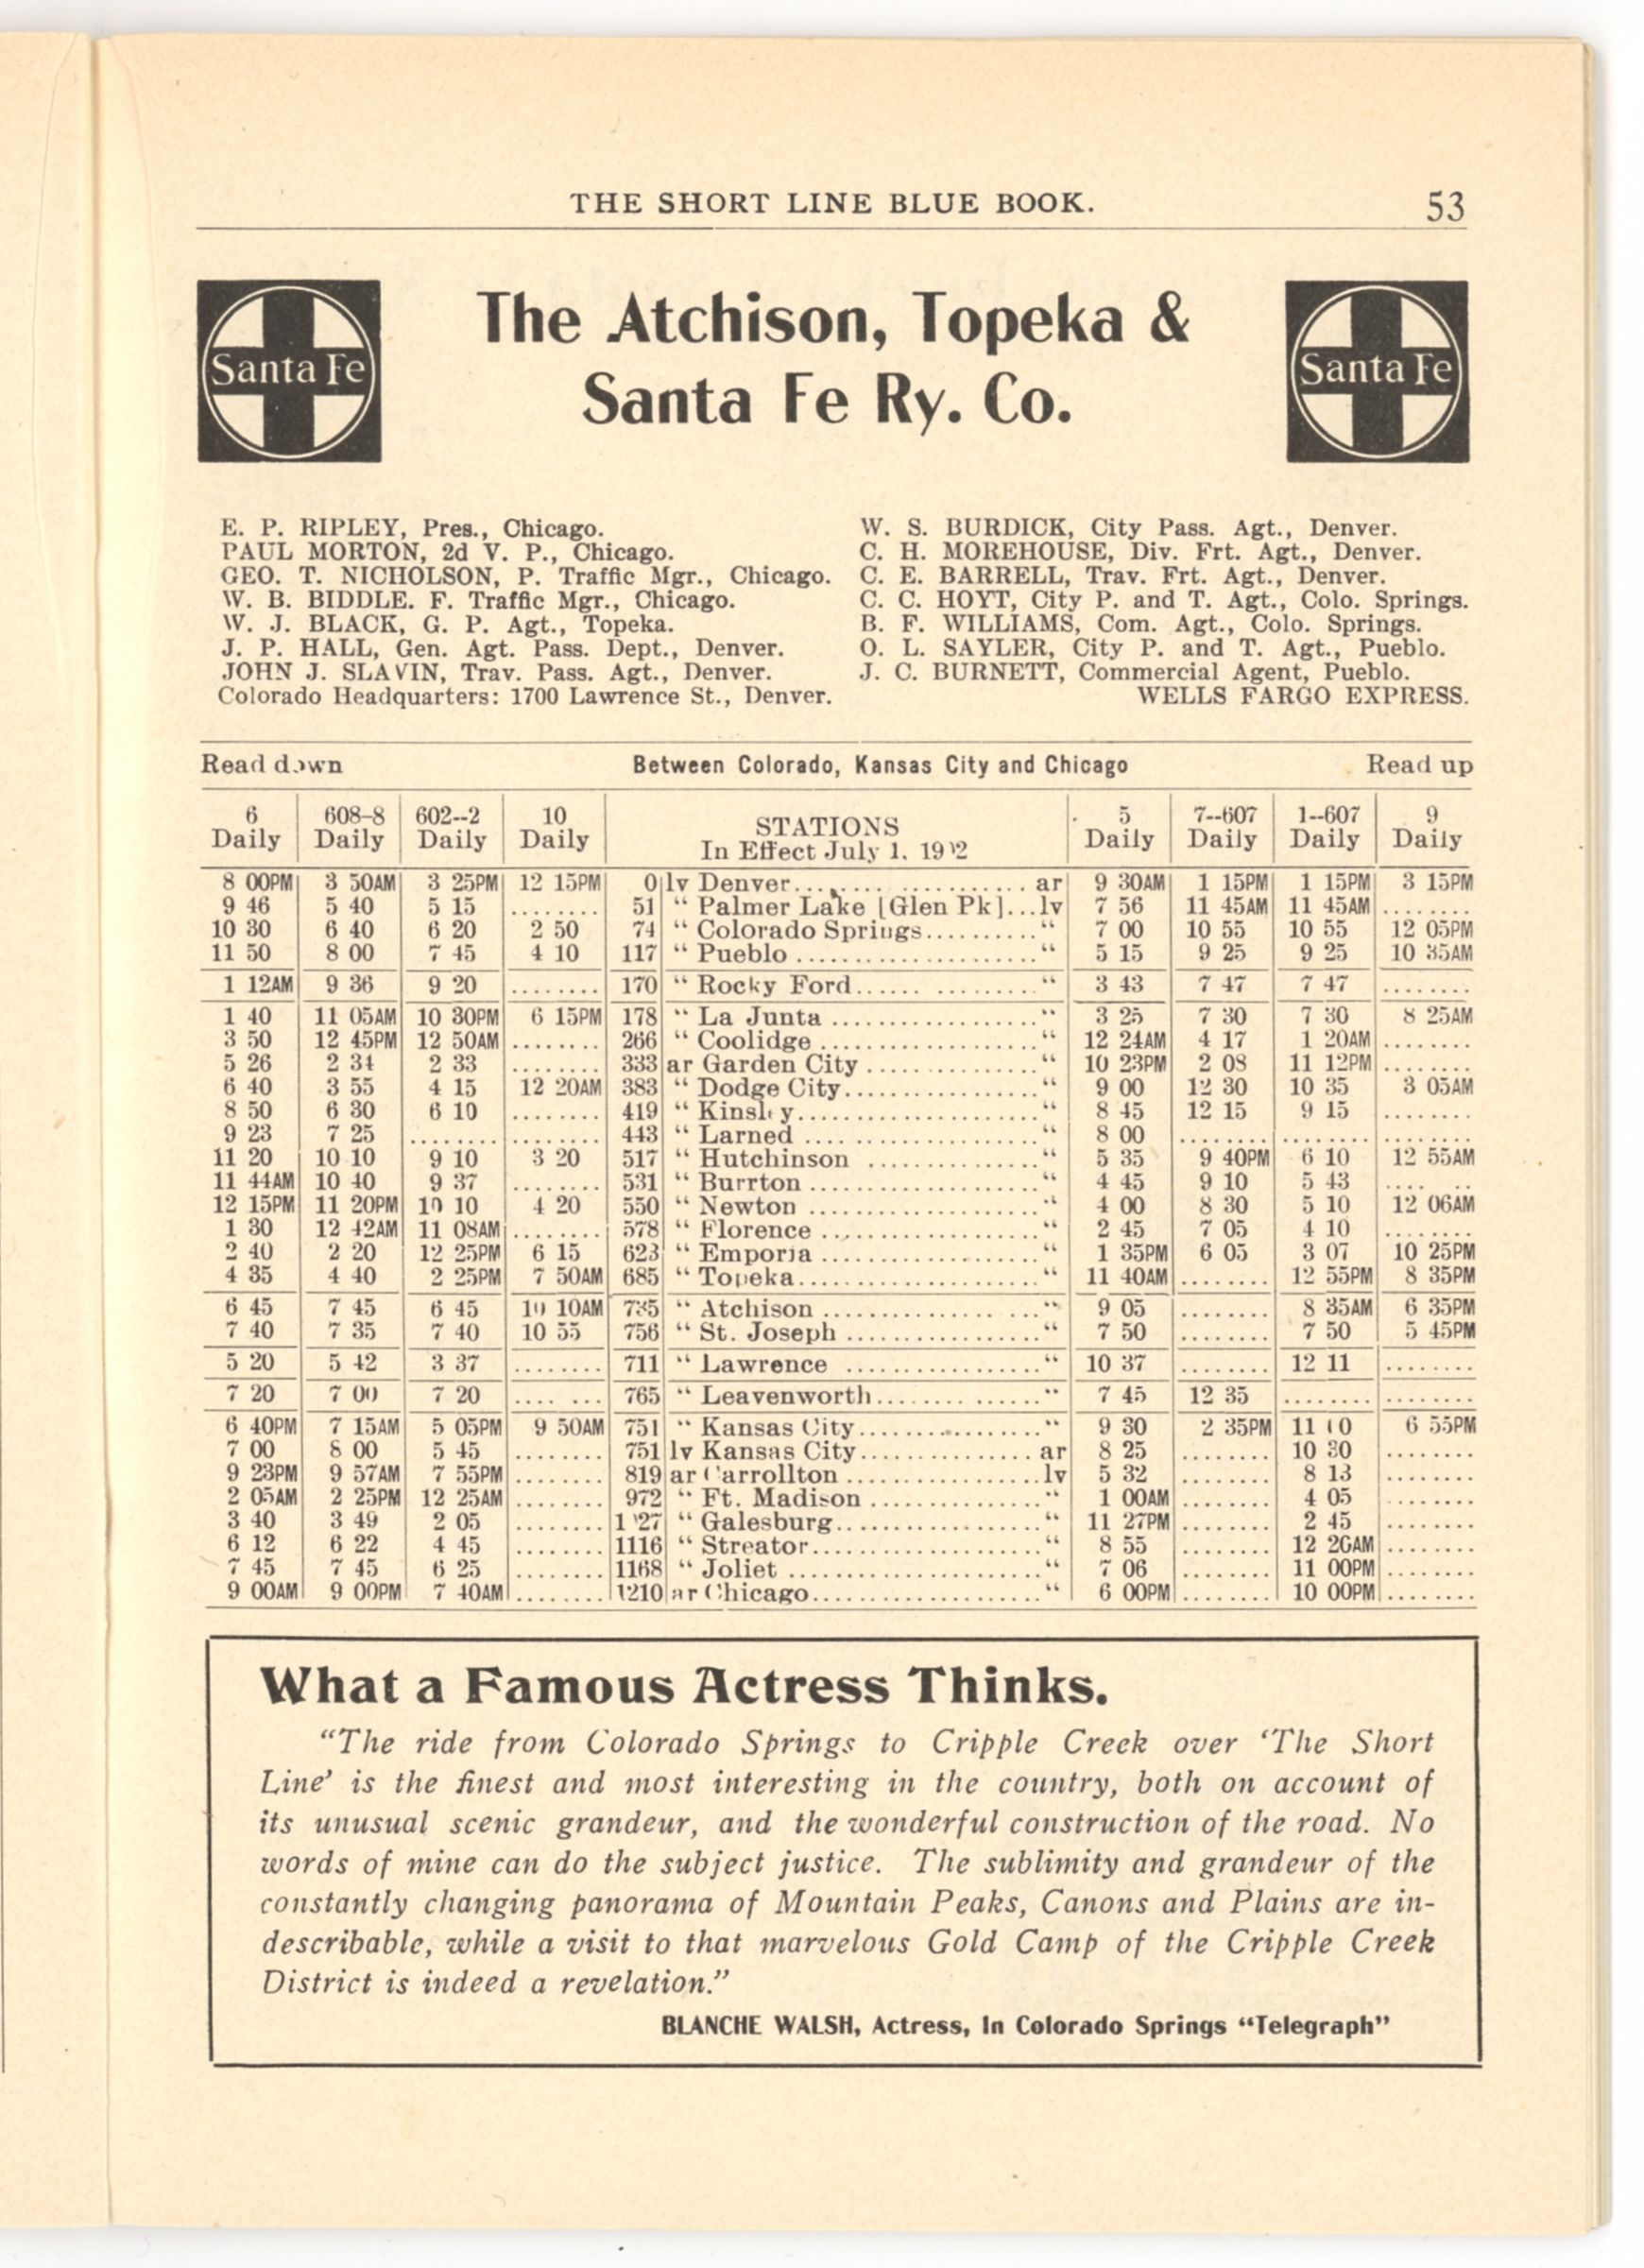 THE SHORT LINE BLUE BOOK. 53
Santa Fe
The Atchison, Topeka &
Santa Fe Ry. Co.
Santa Fe
E. P. RIPLEY, Pres., Chicago.
PAUL MORTON, 2d V. P., Chicago.
GEO. T. NICHOLSON, P. Traffic Mgr., Chicago.
W. B. BIDDLE. F. Traffic Mgr., Chicago.
W. J. BLACK, G. P. Agt., Topeka.
J. P. HALL, Gen. Agt. Pass. Dept., Denver.
JOHN J. SLAVIN, Trav. Pass. Agt., Denver.
Colorado Headquarters: 1700 Lawrence St., Denver.
W. S. BURDICK, City Pass. Agt., Denver.
C. H. MOREHOUSE, Div. Frt. Agt., Denver.
C. E. BARRELL, Trav. Frt. Agt., Denver.
C. C. HOYT, City P. and T. Agt., Colo. Springs.
B. F. WILLIAMS, Com. Agt., Colo. Springs.
O. L. SAYLER, City P. and T. Agt., Pueblo.
J. C. BURNETT, Commercial Agent, Pueblo.
WELLS FARGO EXPRESS.
Read down Between Colorado, Kansas City and Chicago Read up
6 608-8 602--2 10 STATIONS 5 7--607 1--607 9
Daily Daily Daily Daily In Effect July 1, 1902 Daily Daily Daily Daily
8 00PM 3 50AM 3 25PM 12 15PM 0 lv Denver.... ar 9 30AM 1 15PM 1 15PM 3 15PM
9 46 5 40 5 15 ........ 51 “ Palmer Lake [Glen Pk]...lv 7 56 11 45AM 11 45AM ........
10 30 6 40 6 20 2 50 74 “ Colorado Springs.......... “ 7 00 10 55 10 55 12 05PM
11 50 8 00 7 45 4 10 117 “ Pueblo .................... “ 5 15 9 25 9 25 10 35AM
1 12AM 9 36 9 20 ........ 170 “ Rocky Ford...... ......... “ 3 43 7 47 7 47 ........
1 40 11 05AM 10 30PM 6 15PM 178 “ La Junta ................. “ 3 25 7 30 7 30 8 25AM
3 50 12 45PM 12 50AM ........ 266 “ Coolidge ................. “ 12 24AM 4 17 1 20AM ........
5 26 2 34 2 33 ........ 333 ar Garden City .............. “ 10 23PM 2 08 11 12PM ........
6 40 3 55 4 15 12 20AM 383 “ Dodge City................ “ 9 00 12 30 10 35 3 05AM
8 50 6 30 6 10 ........ 419 “ Kinsley.................... “ 8 45 12 15 9 15 ........
9 23 7 25 ........ ........ 443 “ Larned .................... “ 8 00 ........ ........ ........
11 20 10 10 9 10 3 20 517 “ Hutchinson .............. “ 5 35 9 40PM 6 10 12 55AM
11 44AM 10 40 9 37 ........ 531 “ Burrton ................... “ 4 45 9 10 5 43 .... ..
12 15PM 11 20PM 10 10 4 20 550 “ Newton ................... “ 4 00 8 30 5 10 12 06AM
1 30 12 42AM 11 08AM ........ 578 “ Florence .................. “ 2 45 7 05 4 10 ........
2 40 2 20 12 25PM 6 15 623 “ Emporia .................. “ 1 35PM 6 05 3 07 10 25PM
4 35 4 40 2 25PM 7 50AM 685 “ Topeka.................... “ 11 40AM ........ 12 55PM 8 35PM
6 45 7 45 6 45 10 10AM 735 “ Atchison .................. “ 9 05 ........ 8 35AM 6 35PM
7 40 7 35 7 40 10 55 756 “ St. Joseph ................ “ 7 50 ........ 7 50 5 45PM
5 20 5 42 3 37 ........ 711 “ Lawrence ................ “ 10 37 ........ 12 11 ........
7 20 7 00 7 20 .... ... 765 “ Leavenworth........ ...... “ 7 45 12 35 ........ ........
6 40PM 7 15AM 5 05PM 9 50AM 751 “ Kansas City............... “ 9 30 2 35PM 11 10 6 55PM
7 00 8 00 5 45 ........ 751 lv Kansas City............... ar 8 25 ........ 10 30 ........
9 23PM 9 57AM 7 55PM ........ 819 ar Carrollton ................ lv 5 32 ........ 8 13 ........
2 05AM 2 25PM 12 25AM ........ 972 “ Ft. Madison .............. “ 1 00AM ........ 4 05 ........
3 40 3 49 2 05 ........ “ Galesburg................. “ 11 27PM ........ 2 45 ........
6 12 6 22 4 45 ........ 1116 “ Streator................... “ 8 55 ........ 12 26AM ........
7 45 7 45 6 25 ........ 1168 “ Joliet ..................... “ 7 06 ........ 11 00PM ........
9 00AM 9 00PM 7 40AM ........ 1210 ar Chicago................... “ 6 00PM ........ 10 00PM ........
What a Famous Actress Thinks.
“The ride from Colorado Springs to Cripple Creek over ‘The Short
Line’ is the finest and most interesting in the country, both on account of
its unusual scenic grandeur, and the wonderful construction of the road. No
words of mine can do the subject justice. The sublimity and grandeur of the
constantly changing panorama of Mountain Peaks, Canons and Plains are in-
describable, while a visit to that marvelous Gold Camp of the Cripple Creek
District is indeed a revelation.”
BLANCHE WALSH, Actress, In Colorado Springs “Telegraph”